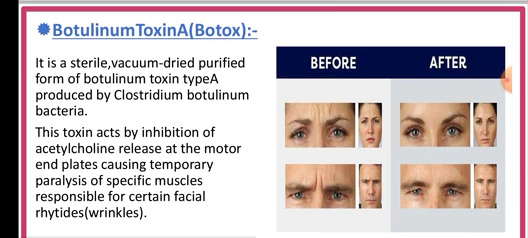 BotulinumToxinA(Botox):-
It is a sterile,vacuum-dried purified
form of botulinum toxin typeA
produced by Clostridium botulinum
bacteria.
This toxin acts by inhibition of
acetylcholine release at the motor
end plates causing temporary
paralysis of specific muscles
responsible for certain facial
rhytides(wrinkles).
BEFORE AFTER